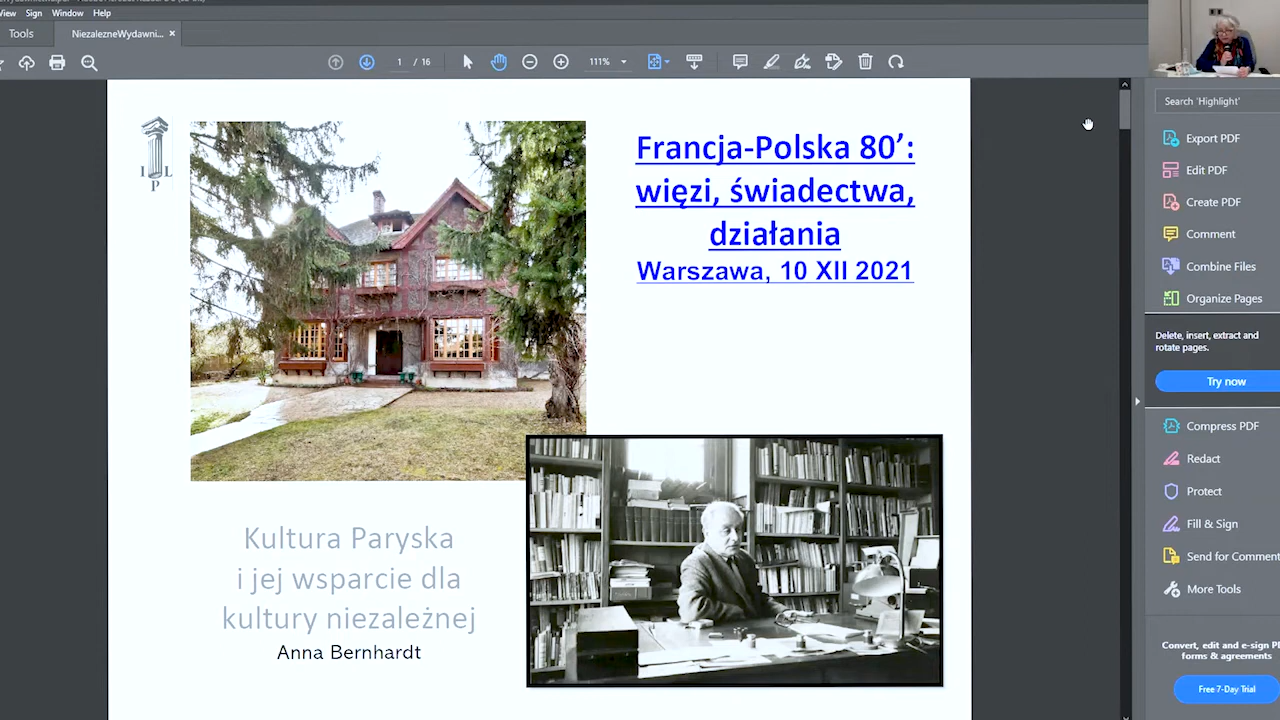 View Sign Window Help
Tools
NiezalezneWydawni... ×
1 / 16
111%
Search 'Highlight'
Export PDF
Edit PDF
Create PDF
Comment
Combine Files
Organize Pages
Delete, insert, extract and
rotate pages.
Try now
Compress PDF
Redact
Protect
Fill & Sign
Send for Comment
More Tools
Convert, edit and e-sign
forms & agreements
Free 7-Day Trial
I L
P
Francja-Polska 80’:
więzi, świadectwa,
działania
Warszawa, 10 XII 2021
Kultura Paryska
i jej wsparcie dla
kultury niezależnej
Anna Bernhardt